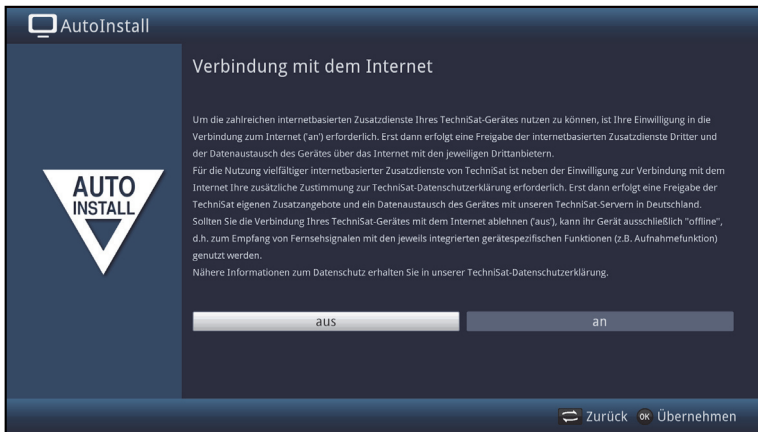 AutoInstall
Verbindung mit dem Internet
Um die zahlreichen internetbasierten Zusatzdienste Ihres TechniSat-Gerätes nutzen zu können, ist Ihre Einwilligung in die
Verbindung zum Internet ('an') erforderlich. Erst dann erfolgt eine Freigabe der internetbasierten Zusatzdienste Dritter und
der Datenaustausch des Gerätes über das Internet mit den jeweiligen Drittanbietern.
Für die Nutzung vielfältiger internetbasierter Zusatzdienste von TechniSat ist neben der Einwilligung zur Verbindung mit dem
Internet Ihre zusätzliche Zustimmung zur TechniSat-Datenschutzerklärung erforderlich. Erst dann erfolgt eine Freigabe der
TechniSat eigenen Zusatzangebote und ein Datenaustausch des Gerätes mit unseren TechniSat-Servern in Deutschland.
Sollten Sie die Verbindung Ihres TechniSat-Gerätes mit dem Internet ablehnen ('aus'), kann ihr Gerät ausschließlich "offline",
d.h. zum Empfang von Fernsehsignalen mit den jeweils integrierten gerätespezifischen Funktionen (z.B. Aufnahmefunktion)
genutzt werden.
Nähere Informationen zum Datenschutz erhalten Sie in unserer TechniSat-Datenschutzerklärung.
AUTO
INSTALL
aus
an
Zurück OK Übernehmen